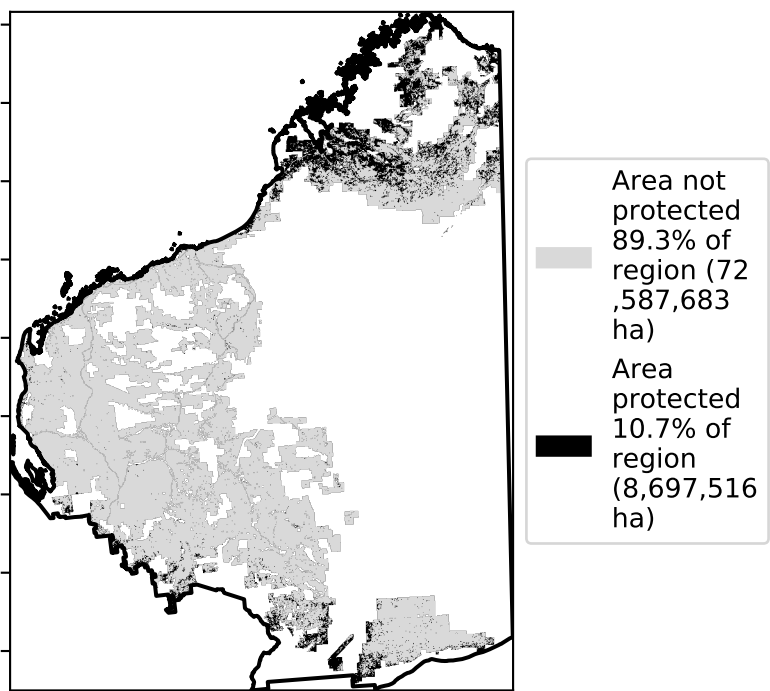 Area not
protected
89.3% of
region (72
,587,683
ha)
Area
protected
10.7% of
region
(8,697,516
ha)